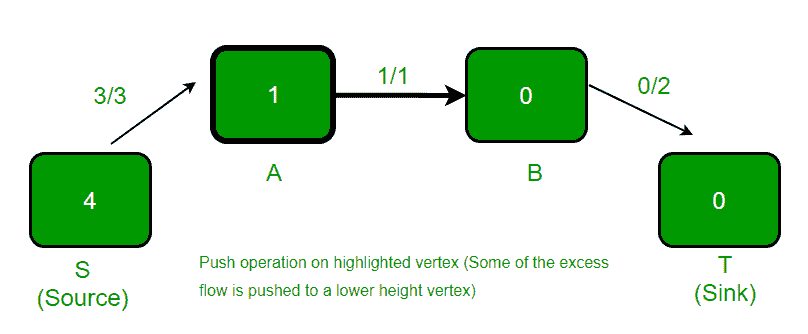 3/3
1
1/1
0
0/2
4
A
B
0
S
(Source)
Push operation on highlighted vertex (Some of the excess
flow is pushed to a lower height vertex)
T
(Sink)